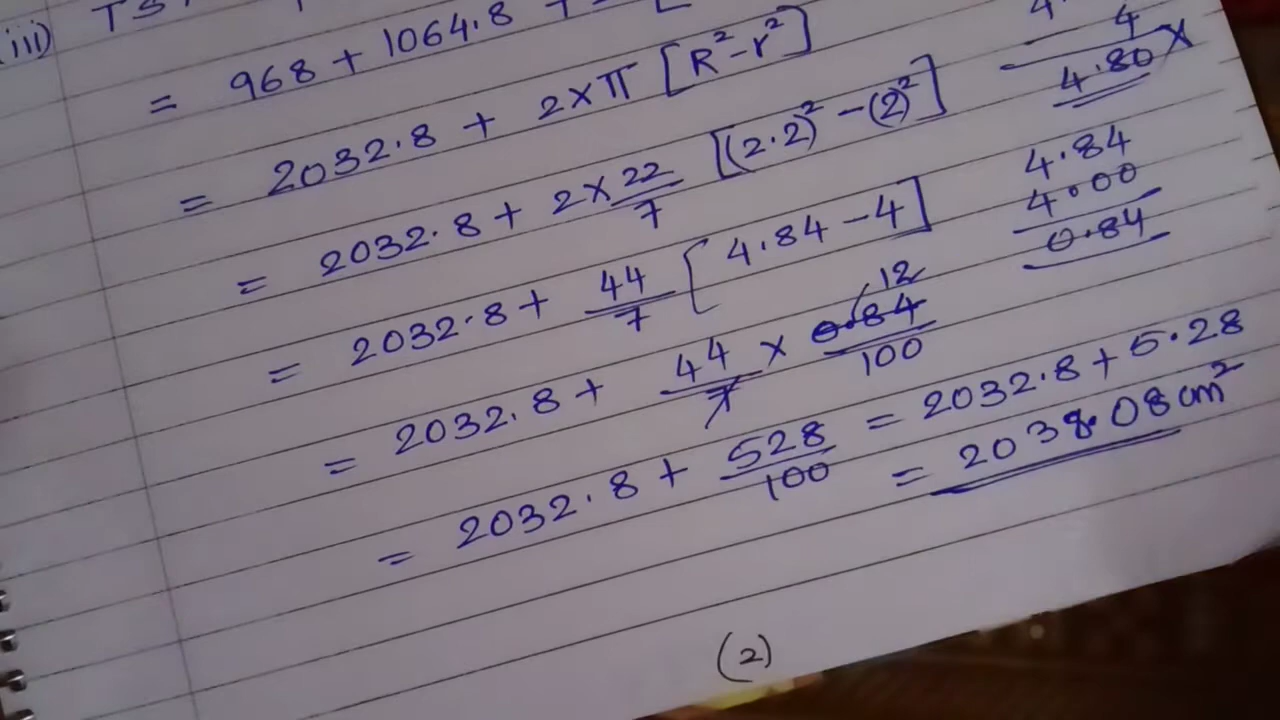 (iii) TSA
= 968 + 1064.8 +
= 2032.8 + 2×π [R²-r²]
= 2032.8 + 2×22/7 [(2.2)² -(2)²]
= 2032.8 + 44/7 [4.84 -4]
= 2032.8 + 44/7 × 0.84/100 12
= 2032.8 + 528/100 = 2032.8 + 5.28
= 2038.08 cm²
4
4.80 ×
4.84
4.00
0.84
(2)